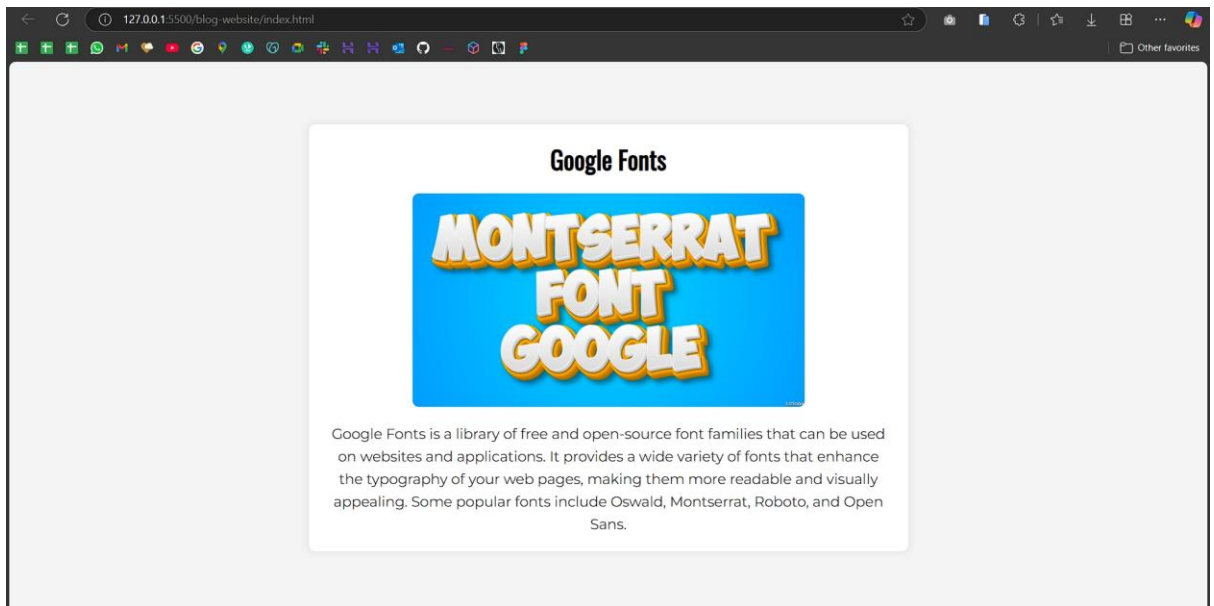 127.0.0.1:5500/blog-website/index.html
Other favorites
Google Fonts
MONTSERRAT
FONT
GOOGLE
Google Fonts is a library of free and open-source font families that can be used
on websites and applications. It provides a wide variety of fonts that enhance
the typography of your web pages, making them more readable and visually
appealing. Some popular fonts include Oswald, Montserrat, Roboto, and Open
Sans.